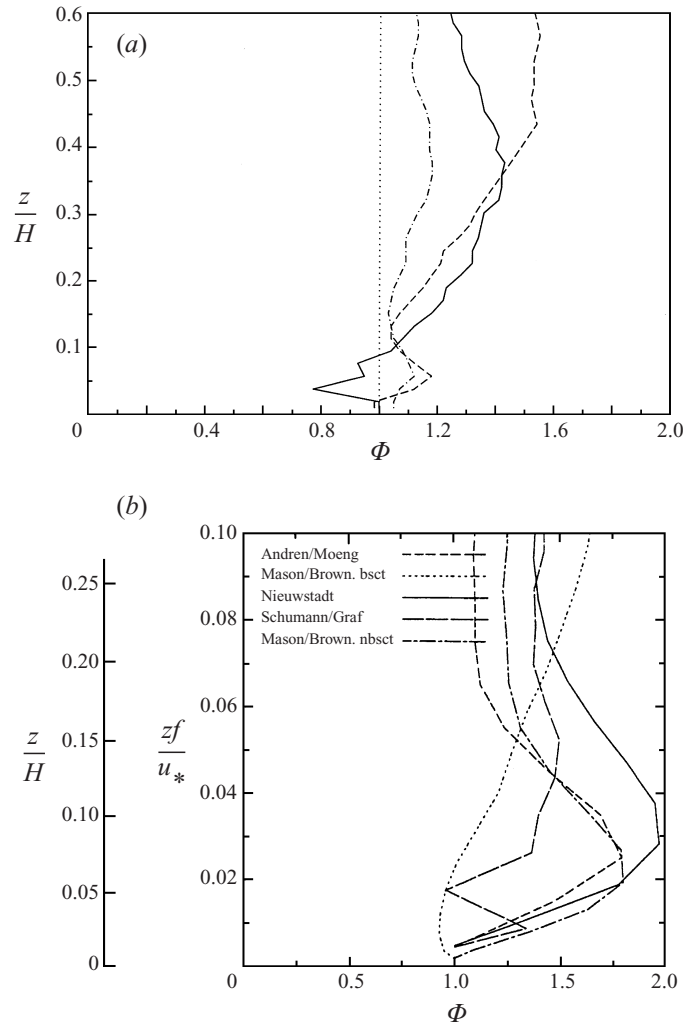 (a)
0.6
0.5
0.4
0.3
0.2
0.1
z
H
0 0.4 0.8 1.2 1.6 2.0
Φ
(b)
0.25
0.20
0.15
0.10
0.05
0
z
H
0.10
0.08
0.06
0.04
0.02
zf
u*
Andren/Moeng
Mason/Brown. bsct
Nieuwstadt
Schumann/Graf
Mason/Brown. nbsct
0 0.5 1.0 1.5 2.0
Φ